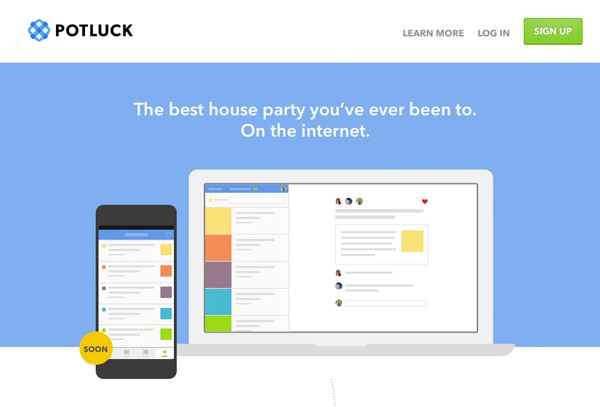 POTLUCK
LEARN MORE
LOG IN
SIGN UP
The best house party you've ever been to.
On the internet.
SOON